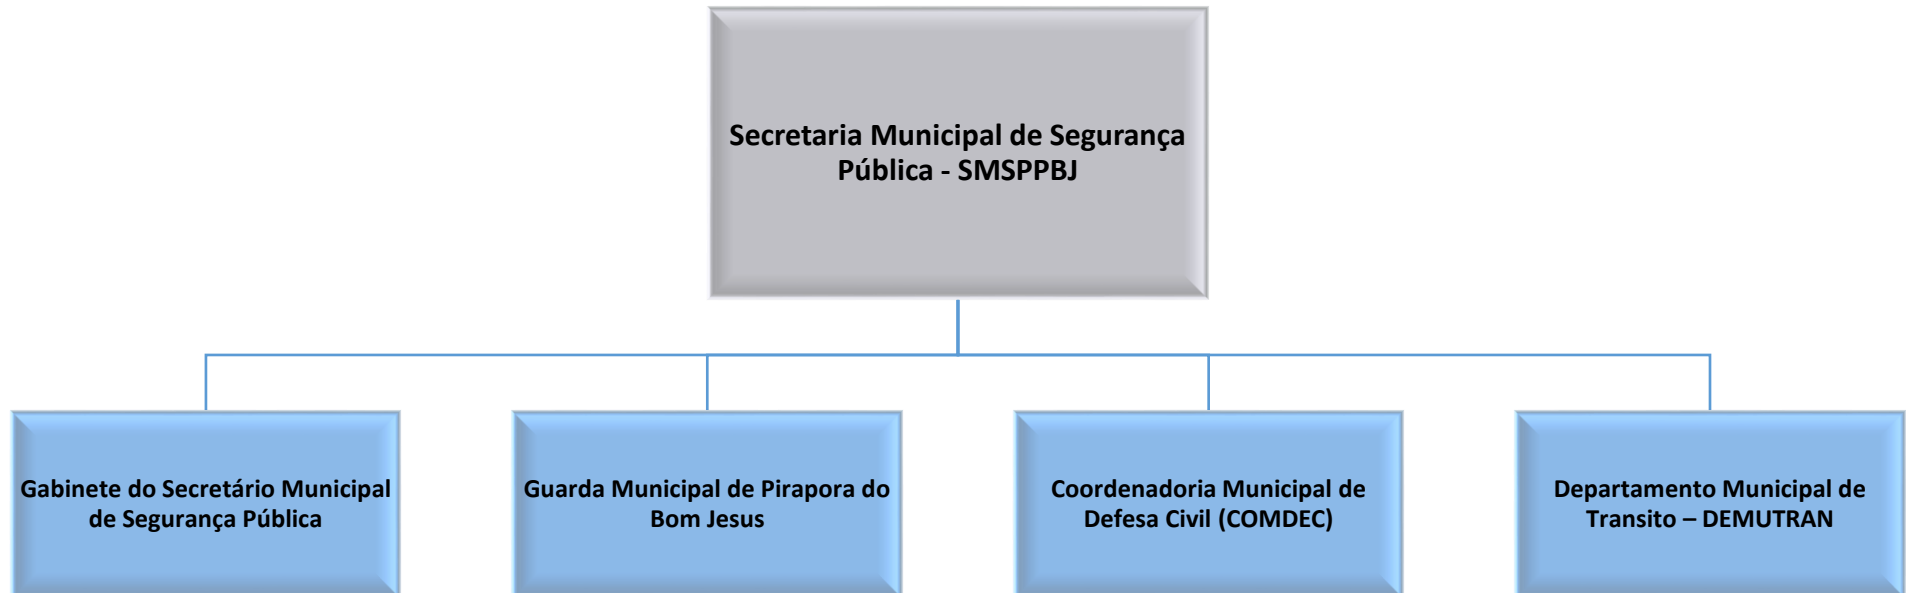 Secretaria Municipal de Segurança
Pública - SMSPPBJ
Gabinete do Secretário Municipal
de Segurança Pública
Guarda Municipal de Pirapora do
Bom Jesus
Coordenadoria Municipal de
Defesa Civil (COMDEC)
Departamento Municipal de
Transito – DEMUTRAN